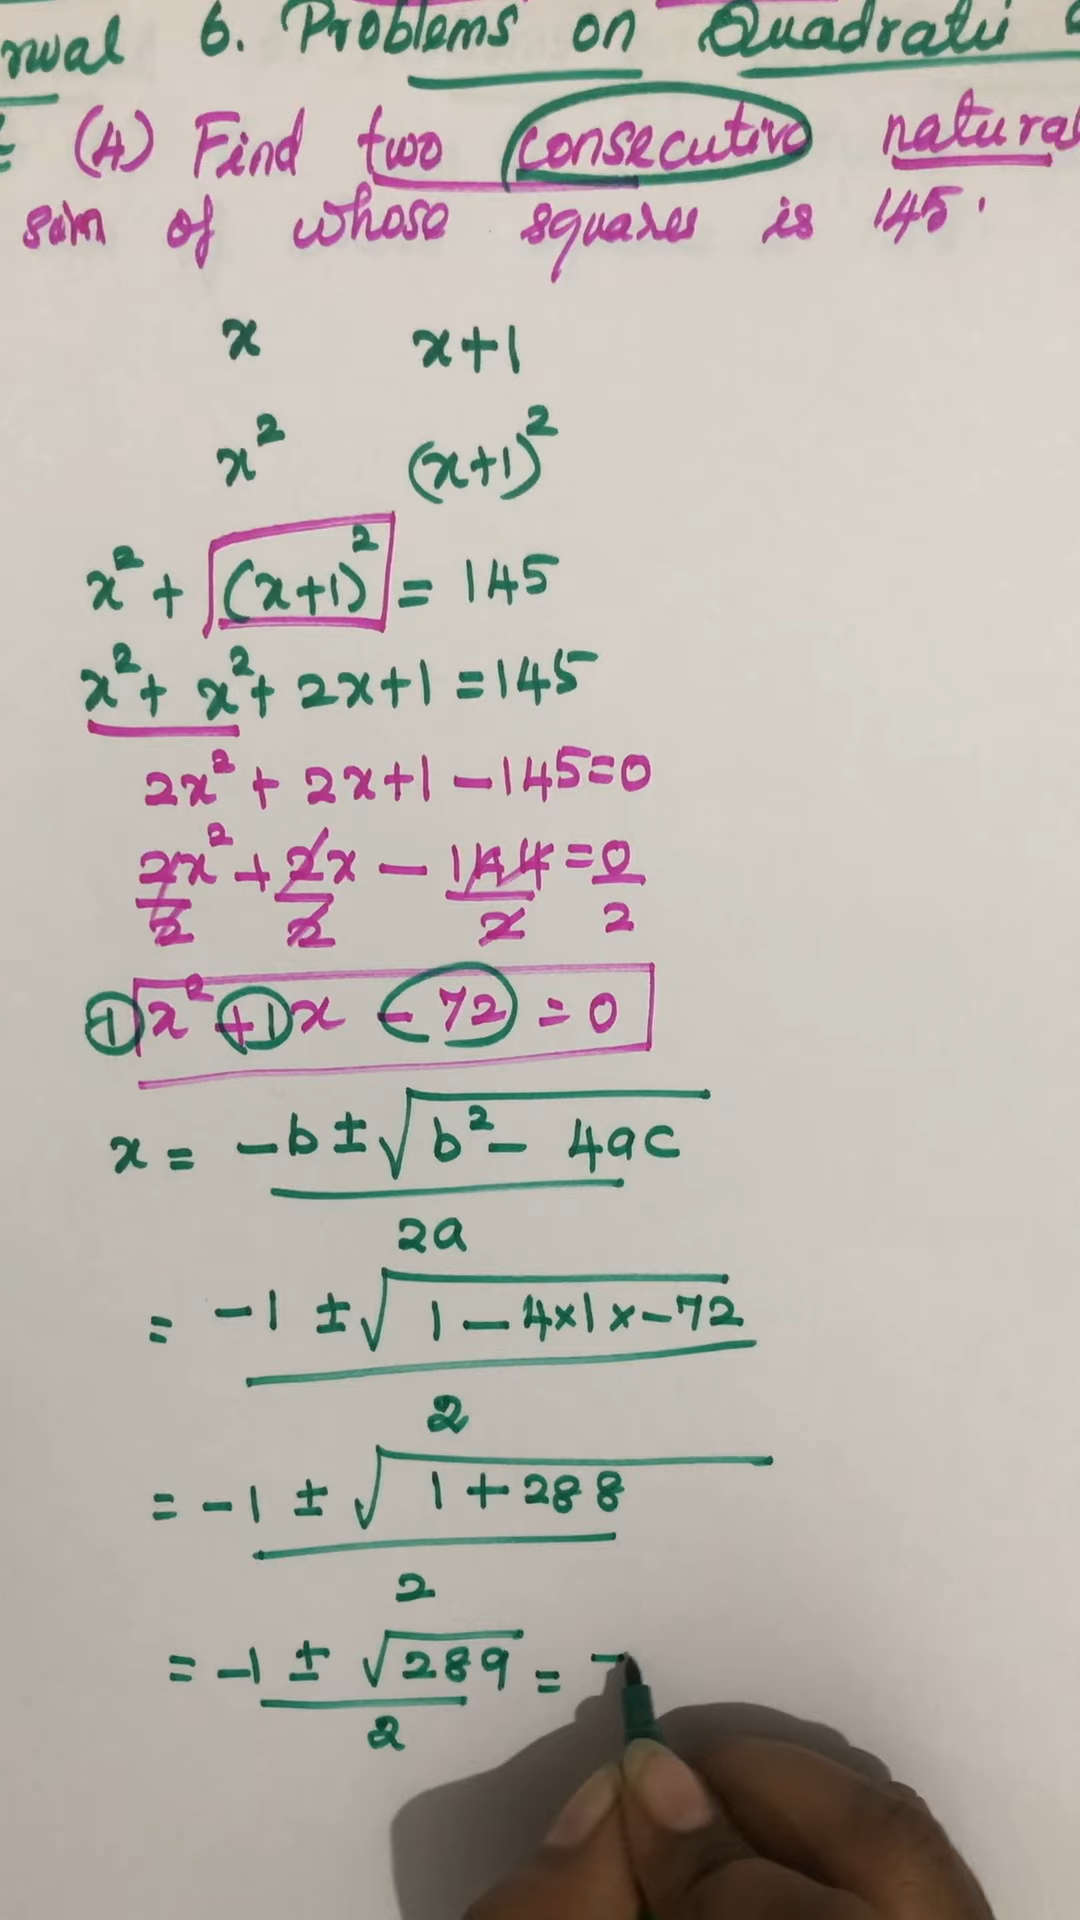 6. Problems on Quadrati
(4) Find two consecutive natural
sum of whose squares is 145.
x x+1
x² (x+1)²
x² + (x+1)² = 145
x² + x² + 2x+1 = 145
2x² + 2x+1 - 145=0
2x²/2 + 2x/2 - 144/2 = 0/2
1 x² +1 x - 72 = 0
x = -b ± √(b² - 4ac) / 2a
= -1 ± √(1 - 4x1x-72) / 2
= -1 ± √(1+288) / 2
= -1 ± √289 / 2 = -